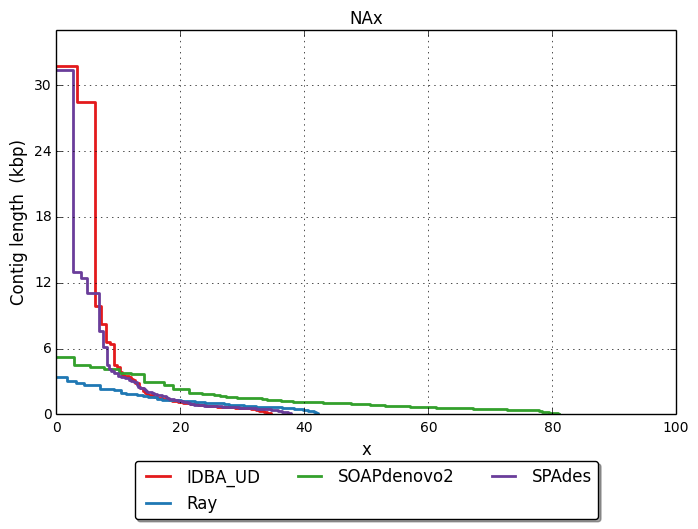 NAx
30
24
18
12
6
0
Contig length (kbp)
0 20 40 60 80 100
x
IDBA_UD SOAPdenovo2 SPAdes
Ray